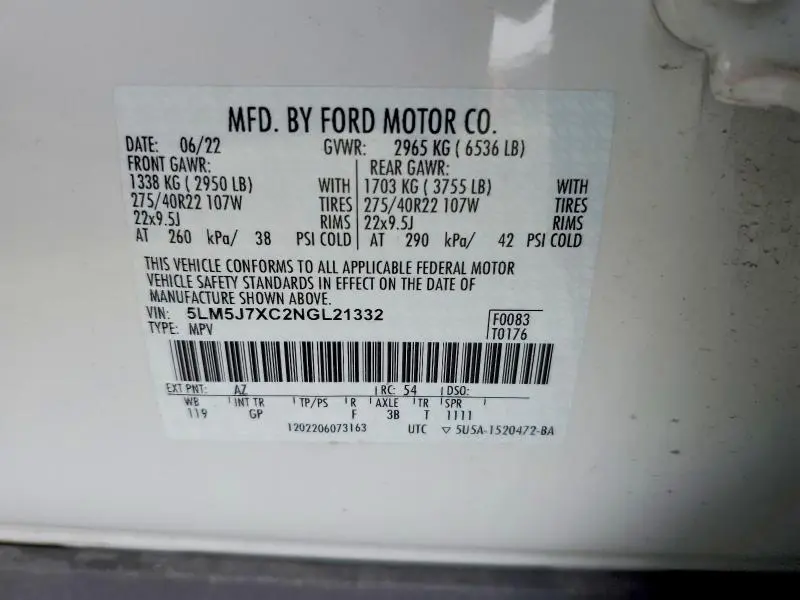 MFD. BY FORD MOTOR CO.
DATE: 06/22 GVWR: 2965 KG ( 6536 LB)
FRONT GAWR: REAR GAWR:
1338 KG ( 2950 LB) WITH 1703 KG ( 3755 LB) WITH
275/40R22 107W TIRES 275/40R22 107W TIRES
22x9.5J RIMS 22x9.5J RIMS
AT 260 kPa/ 38 PSI COLD AT 290 kPa/ 42 PSI COLD
THIS VEHICLE CONFORMS TO ALL APPLICABLE FEDERAL MOTOR
VEHICLE SAFETY STANDARDS IN EFFECT ON THE DATE OF
MANUFACTURE SHOWN ABOVE.
VIN: 5LM5J7XC2NGL21332 F0083
TYPE: MPV T0176
EXT PNT: AZ RC: 54 DSO:
WB INT TR TP/PS R AXLE TR SPR
119 GP F 3B T 1111
1202206073163 UTC ▽ 5U5A-1520472-BA